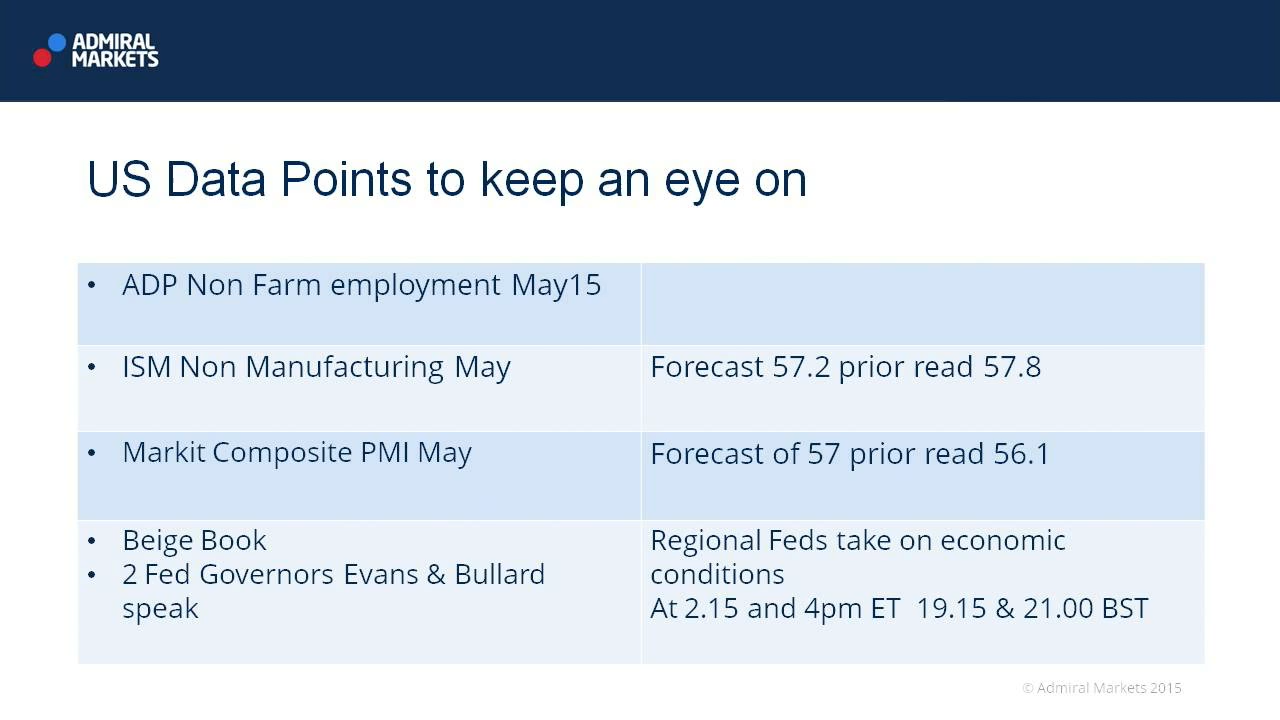 ADMIRAL
MARKETS
US Data Points to keep an eye on
• ADP Non Farm employment May15
• ISM Non Manufacturing May
Forecast 57.2 prior read 57.8
• Markit Composite PMI May
Forecast of 57 prior read 56.1
• Beige Book
• 2 Fed Governors Evans & Bullard
speak
Regional Feds take on economic
conditions
At 2.15 and 4pm ET 19.15 & 21.00 BST
© Admiral Markets 2015